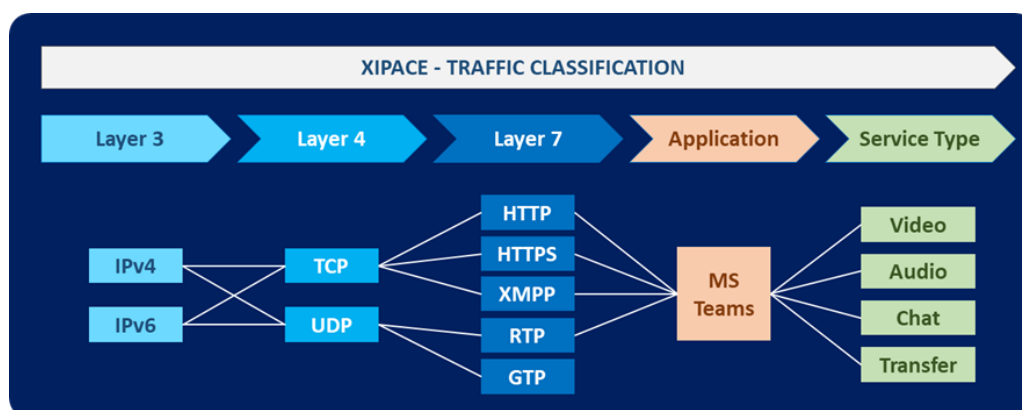 XIPACE - TRAFFIC CLASSIFICATION
Layer 3
Layer 4
Layer 7
Application
Service Type
IPv4
IPv6
TCP
UDP
HTTP
HTTPS
XMPP
RTP
GTP
MS
Teams
Video
Audio
Chat
Transfer